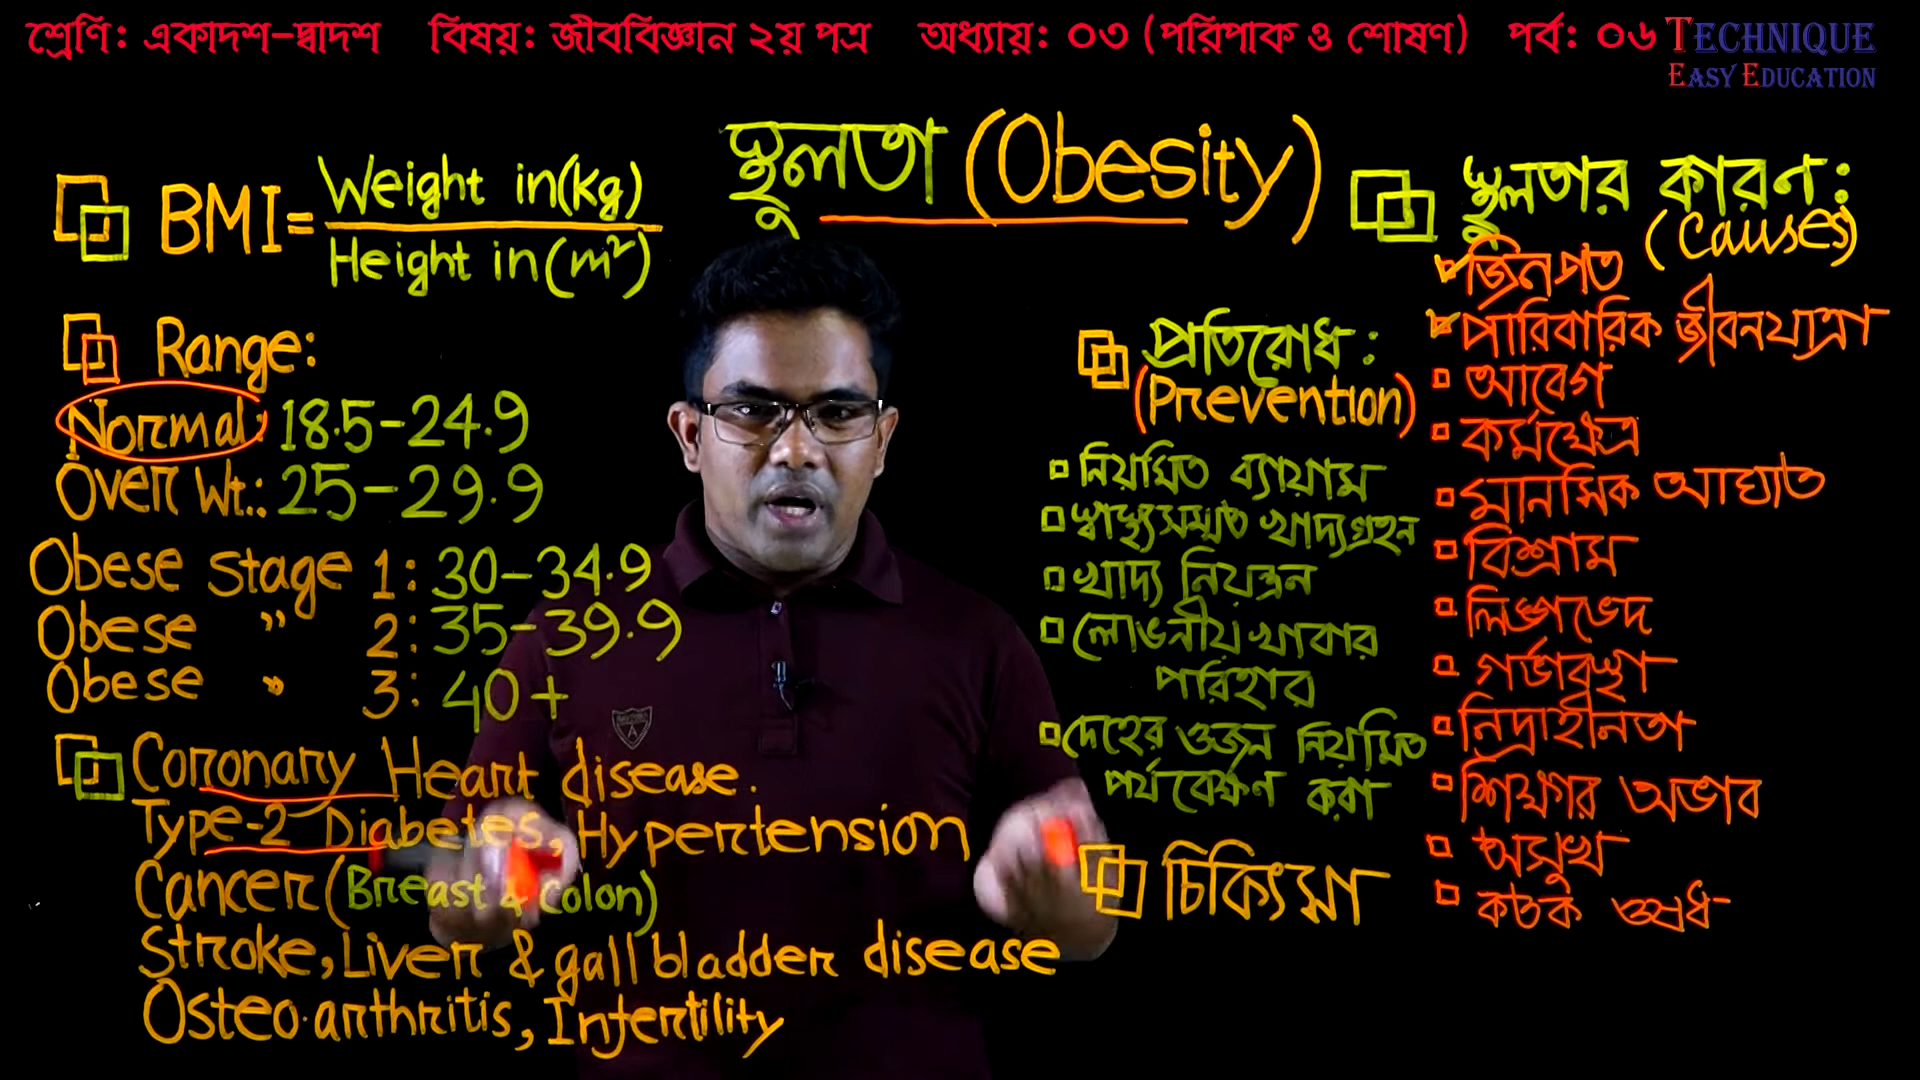 শ্রেণি: একাদশ-দ্বাদশ বিষয়: জীববিজ্ঞান ২য় পত্র অধ্যায়: ০৩ (পরিপাক ও শোষণ) পর্ব: ০৬
TECHNIQUE
EASY EDUCATION
স্থুলতা (Obesity)
BMI = Weight in (Kg)
Height in (m²)
Range:
Normal: 18.5-24.9
Over Wt.: 25-29.9
Obese Stage 1: 30-34.9
Obese " 2: 35-39.9
Obese " 3: 40+
Coronary Heart disease.
Type-2 Diabetes, Hypertension
Cancer (Breast & Colon)
Stroke, Liver & gall bladder disease
Osteo.arthritis, Infertility
প্রতিরোধ:
(Prevention)
নিয়মিত ব্যায়াম
স্বাস্থ্যসম্মত খাদ্যগ্রহন
খাদ্য নিয়ন্ত্রন
লোভনীয় খাবার
পরিহার
দেহের ওজন নিয়মিত
পর্যবেক্ষণ করা
চিকিৎসা
স্থুলতার কারণ:
(Causes)
জিনগত
পারিবারিক জীবনযাত্রা
আবেগ
কর্মক্ষেত্র
মানসিক আঘাত
বিশ্রাম
লিঙ্গভেদ
গর্ভাবস্থা
নিদ্রাহীনতা
শিক্ষার অভাব
অসুখ